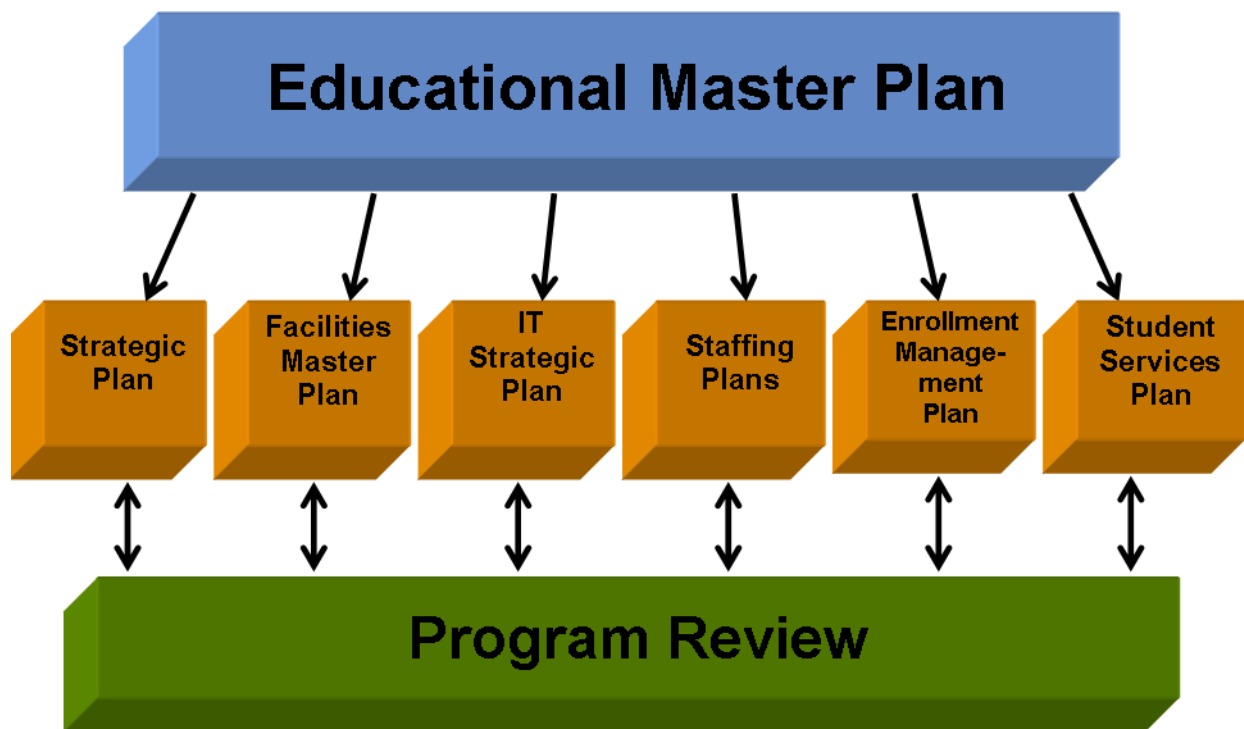 Educational Master Plan
Strategic
Plan
Facilities
Master
Plan
IT
Strategic
Plan
Staffing
Plans
Enrollment
Manage-
ment
Plan
Student
Services
Plan
Program Review